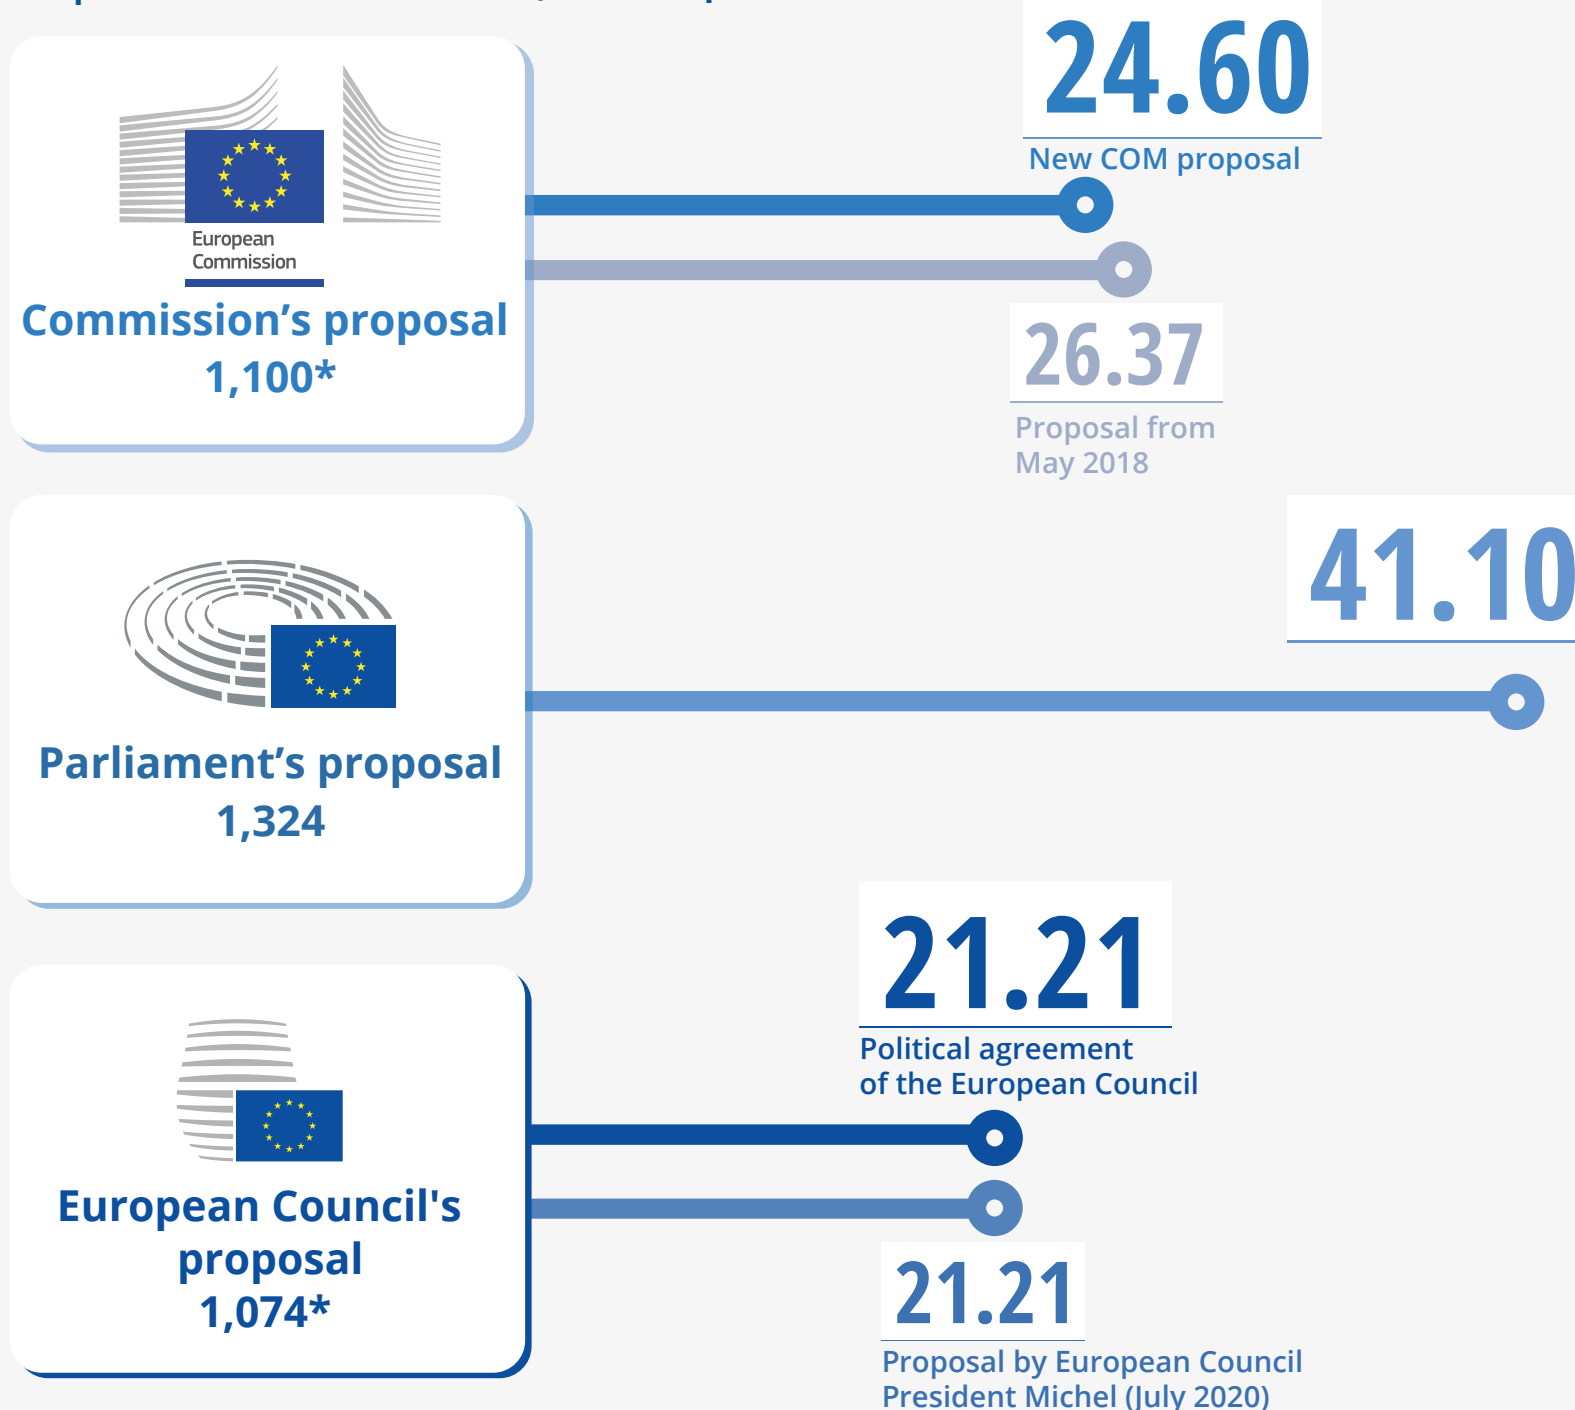 24.60
New COM proposal
European
Commission
Commission’s proposal
1,100*
26.37
Proposal from
May 2018
41.10
Parliament’s proposal
1,324
21.21
Political agreement
of the European Council
European Council's
proposal
1,074*
21.21
Proposal by European Council
President Michel (July 2020)